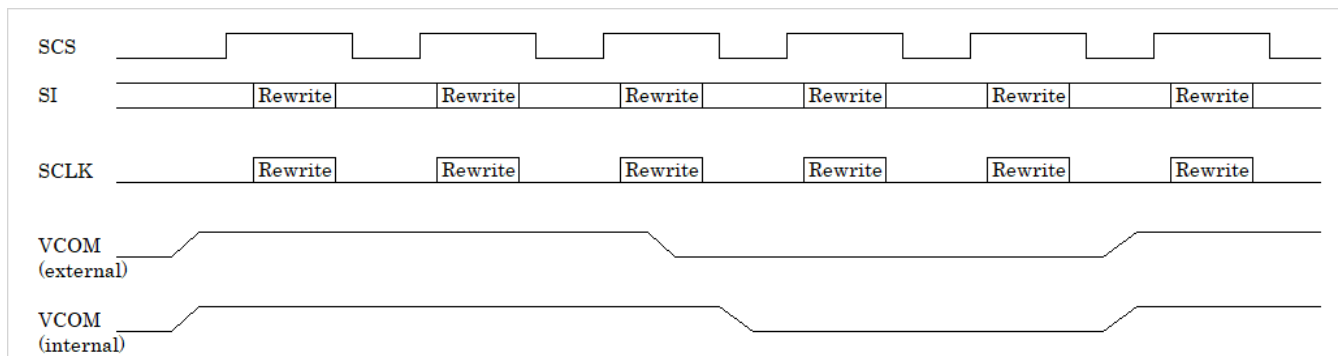 SCS
SI Rewrite Rewrite Rewrite Rewrite Rewrite Rewrite
SCLK Rewrite Rewrite Rewrite Rewrite Rewrite Rewrite
VCOM
(external)
VCOM
(internal)